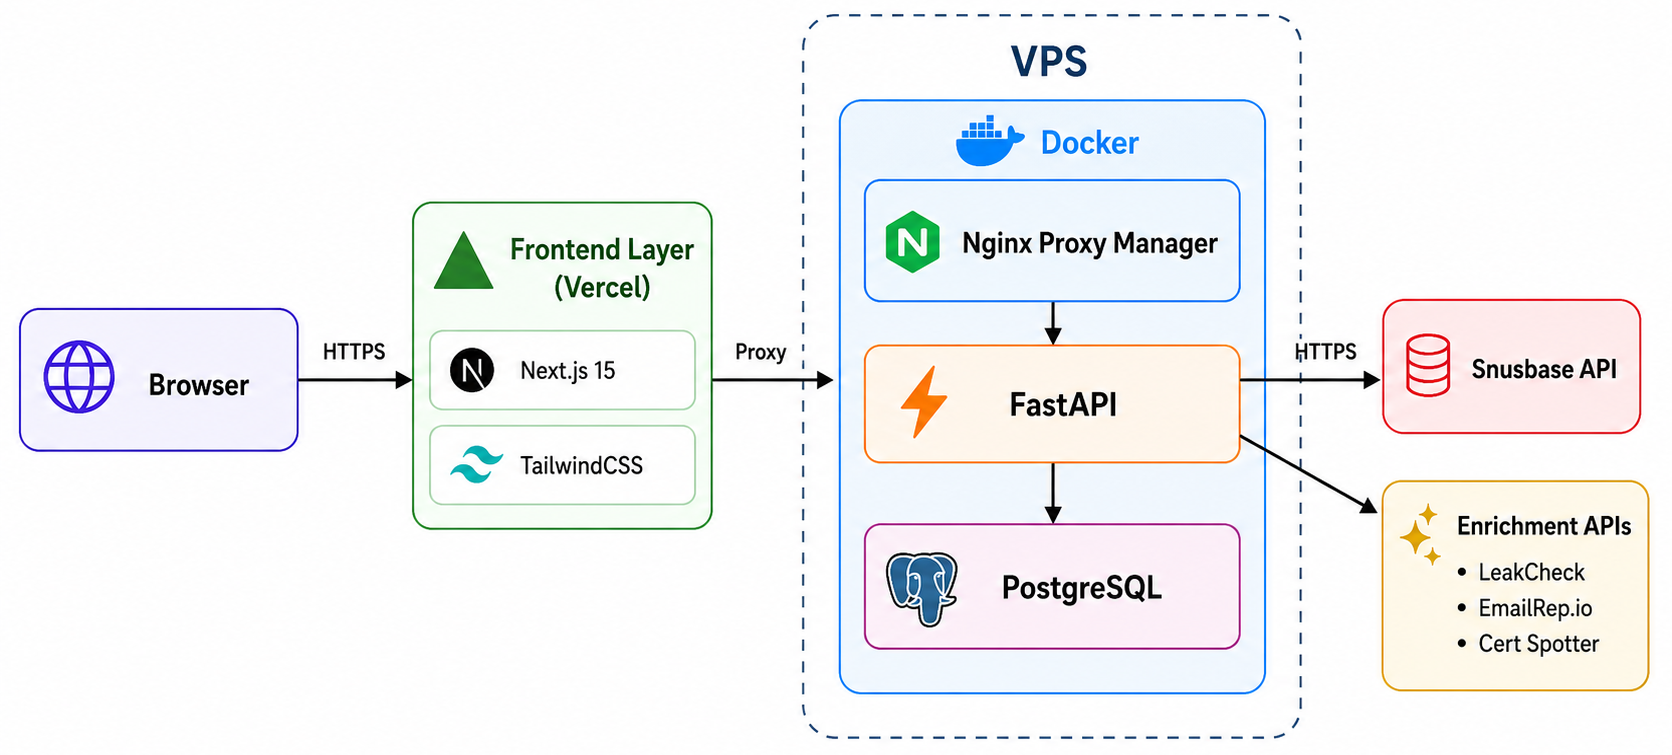 VPS
Docker
Nginx Proxy Manager
Frontend Layer
(Vercel)
Browser
HTTPS
Next.js 15
TailwindCSS
Proxy
FastAPI
HTTPS
Snusbase API
PostgreSQL
Enrichment APIs
• LeakCheck
• EmailRep.io
• Cert Spotter